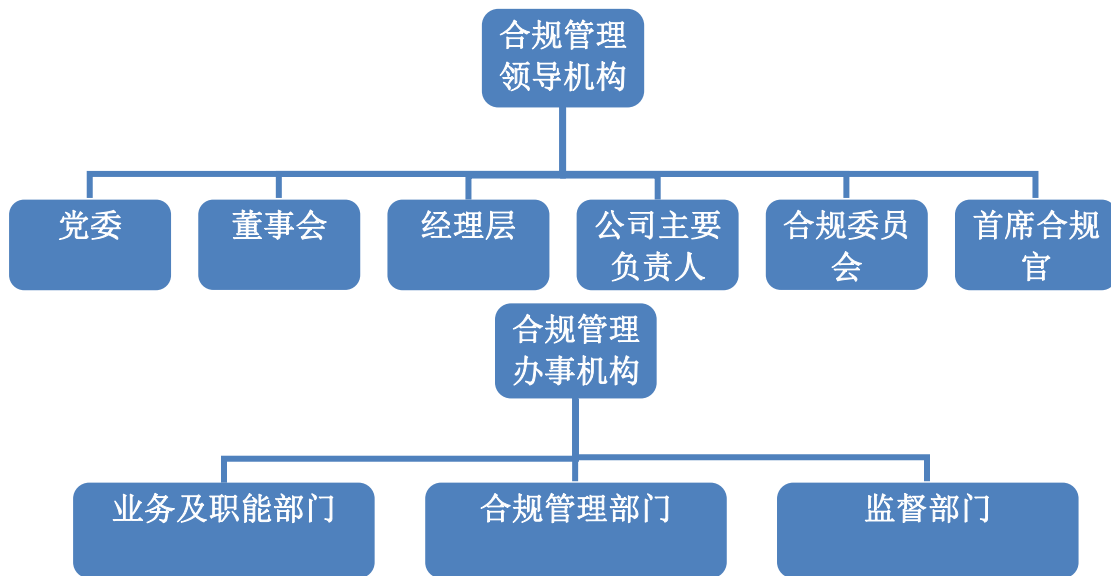 合规管理
领导机构
党委
董事会
经理层
公司主要
负责人
合规委员
会
首席合规
官
合规管理
办事机构
业务及职能部门
合规管理部门
监督部门